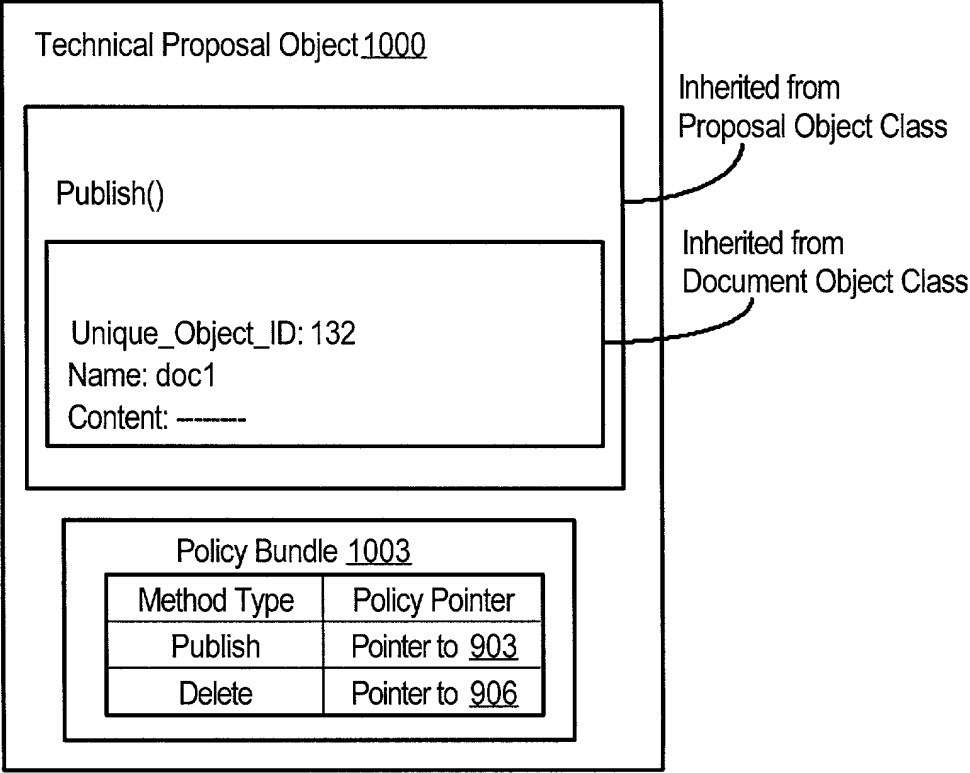 Technical Proposal Object 1000
Inherited from
Proposal Object Class
Publish()
Inherited from
Document Object Class
Unique_Object_ID: 132
Name: doc1
Content: --------
Policy Bundle 1003
Method Type Policy Pointer
Publish Pointer to 903
Delete Pointer to 906